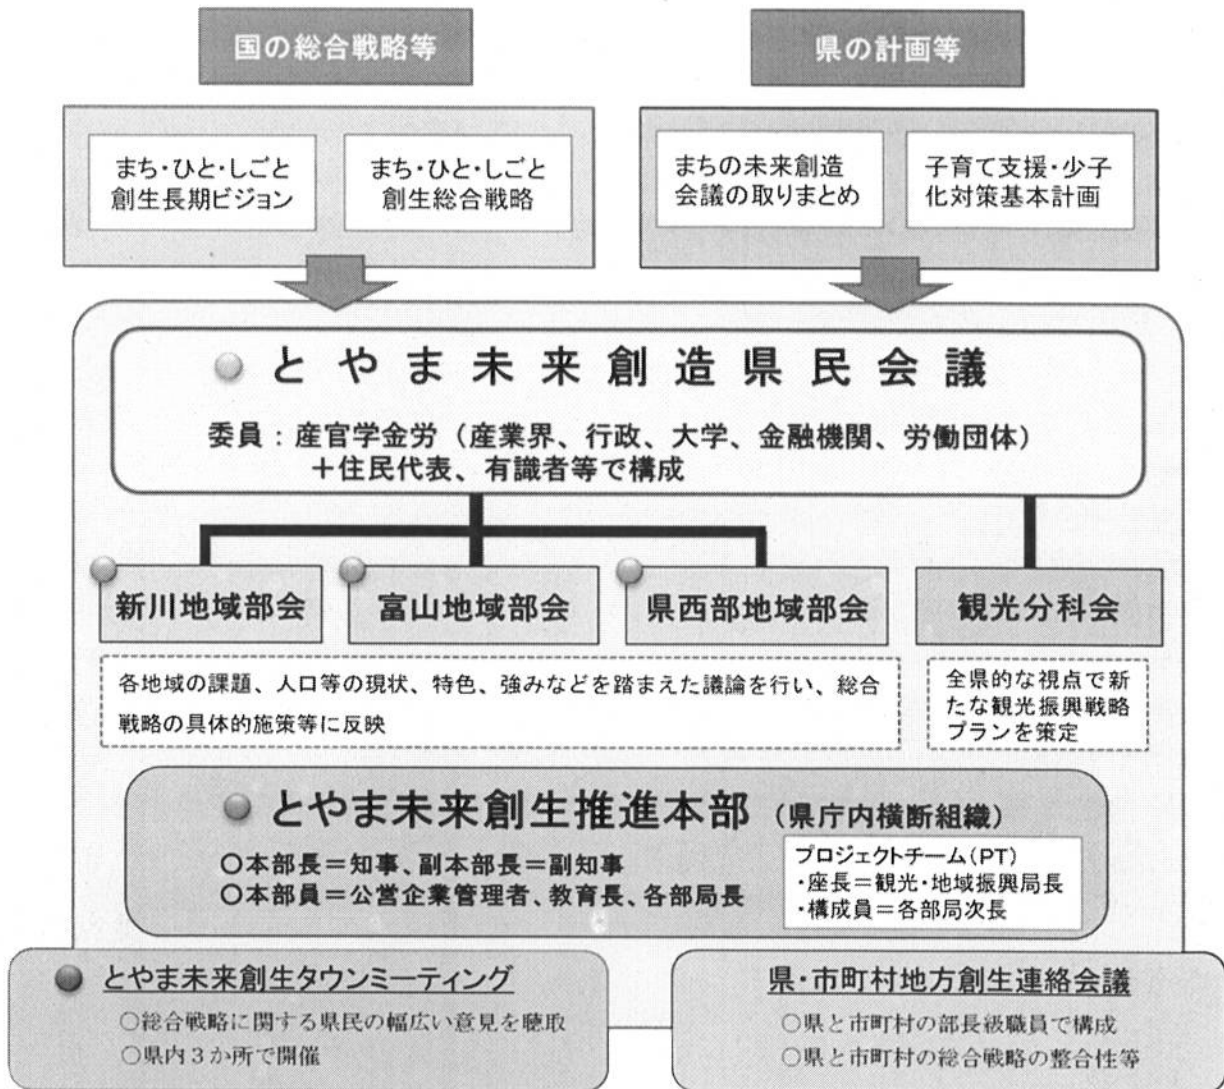 国の総合戦略等
県の計画等
まち・ひと・しごと
創生長期ビジョン
まち・ひと・しごと
創生総合戦略
まちの未来創造
会議の取りまとめ
子育て支援・少子
化対策基本計画
とやま未来創造県民会議
委員：産官学金労（産業界、行政、大学、金融機関、労働団体）
＋住民代表、有識者等で構成
新川地域部会
富山地域部会
県西部地域部会
観光分科会
各地域の課題、人口等の現状、特色、強みなどを踏まえた議論を行い、総合
戦略の具体的施策等に反映
全県的な視点で新
たな観光振興戦略
プランを策定
とやま未来創生推進本部（県庁内横断組織）
○本部長＝知事、副本部長＝副知事
○本部員＝公営企業管理者、教育長、各部局長
プロジェクトチーム（PT）
・座長＝観光・地域振興局長
・構成員＝各部局次長
とやま未来創生タウンミーティング
○総合戦略に関する県民の幅広い意見を聴取
○県内３か所で開催
県・市町村地方創生連絡会議
○県と市町村の部長級職員で構成
○県と市町村の総合戦略の整合性等